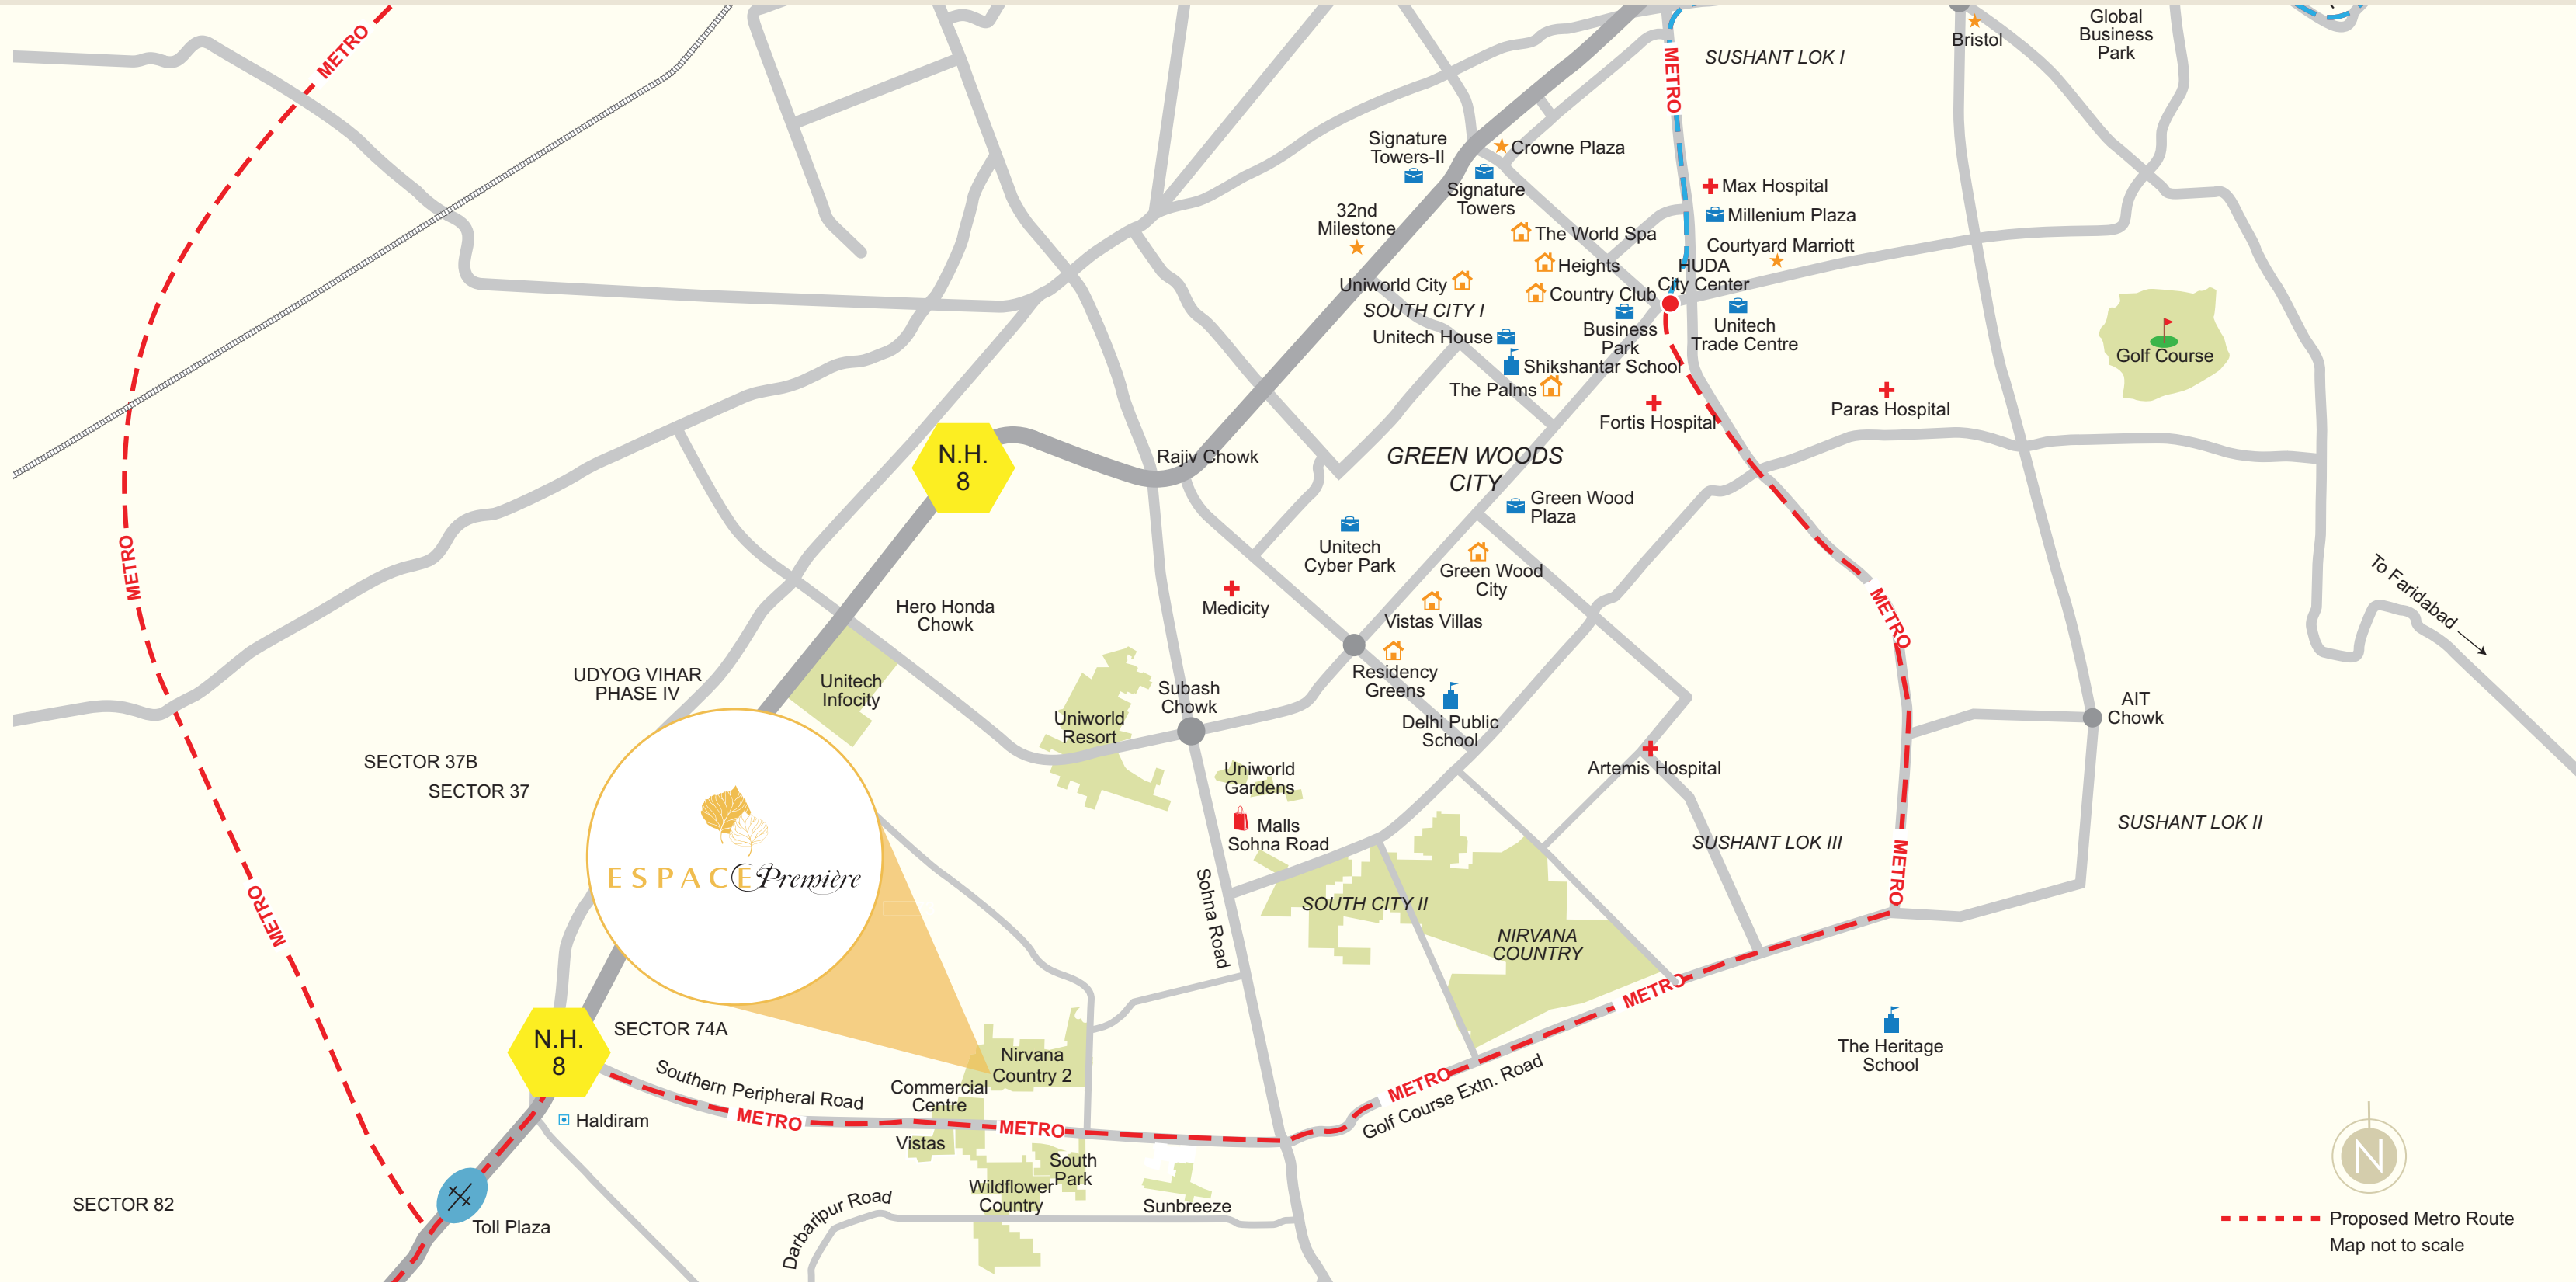 METRO
METRO
SUSHANT LOK I
Bristol
Global
Business
Park
Signature
Towers-II
Crowne Plaza
Signature
Towers
Max Hospital
Millenium Plaza
32nd
Milestone
The World Spa
Courtyard Marriott
Heights
HUDA
City Center
Uniworld City
Country Club
SOUTH CITY I
Unitech House
Business
Park
Unitech
Trade Centre
Shikshantar School
Golf Course
The Palms
Fortis Hospital
Paras Hospital
N.H.
8
Rajiv Chowk
GREEN WOODS
CITY
Green Wood
Plaza
METRO
Unitech
Cyber Park
Green Wood
City
To Faridabad
Hero Honda
Chowk
Medicity
Vistas Villas
METRO
UDYOG VIHAR
PHASE IV
Unitech
Infocity
Subash
Chowk
Residency
Greens
Uniworld
Resort
Delhi Public
School
AIT
Chowk
SECTOR 37B
SECTOR 37
Uniworld
Gardens
Artemis Hospital
Malls
Sohna Road
SUSHANT LOK III
SUSHANT LOK II
ESPACE Première
METRO
METRO
Sohna Road
SOUTH CITY II
NIRVANA
COUNTRY
METRO
N.H.
8
SECTOR 74A
Southern Peripheral Road
Nirvana
Country 2
Commercial
Centre
METRO
Golf Course Extn. Road
The Heritage
School
Haldiram
METRO
METRO
Vistas
South
Park
Wildflower
Country
Sunbreeze
Darbaripur Road
SECTOR 82
Toll Plaza
N
Proposed Metro Route
Map not to scale